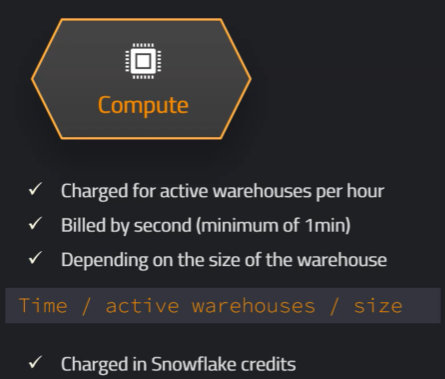 Compute
✓ Charged for active warehouses per hour
✓ Billed by second (minimum of 1min)
✓ Depending on the size of the warehouse
Time / active warehouses / size
✓ Charged in Snowflake credits